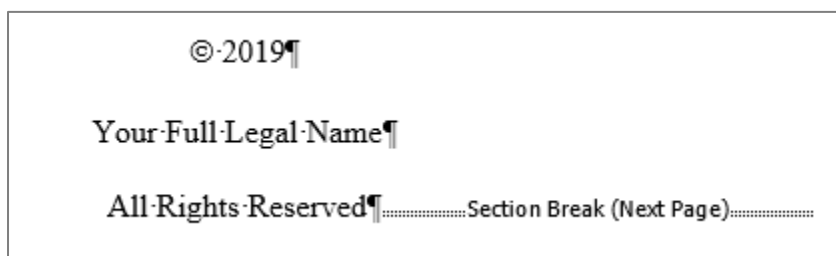 ©·2019¶
Your·Full·Legal·Name¶
All·Rights·Reserved¶ Section Break (Next Page)